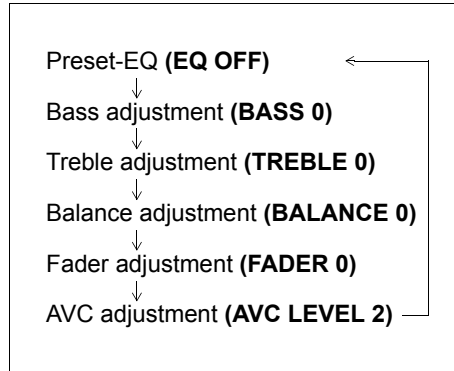 Preset-EQ (EQ OFF)
Bass adjustment (BASS 0)
Treble adjustment (TREBLE 0)
Balance adjustment (BALANCE 0)
Fader adjustment (FADER 0)
AVC adjustment (AVC LEVEL 2)